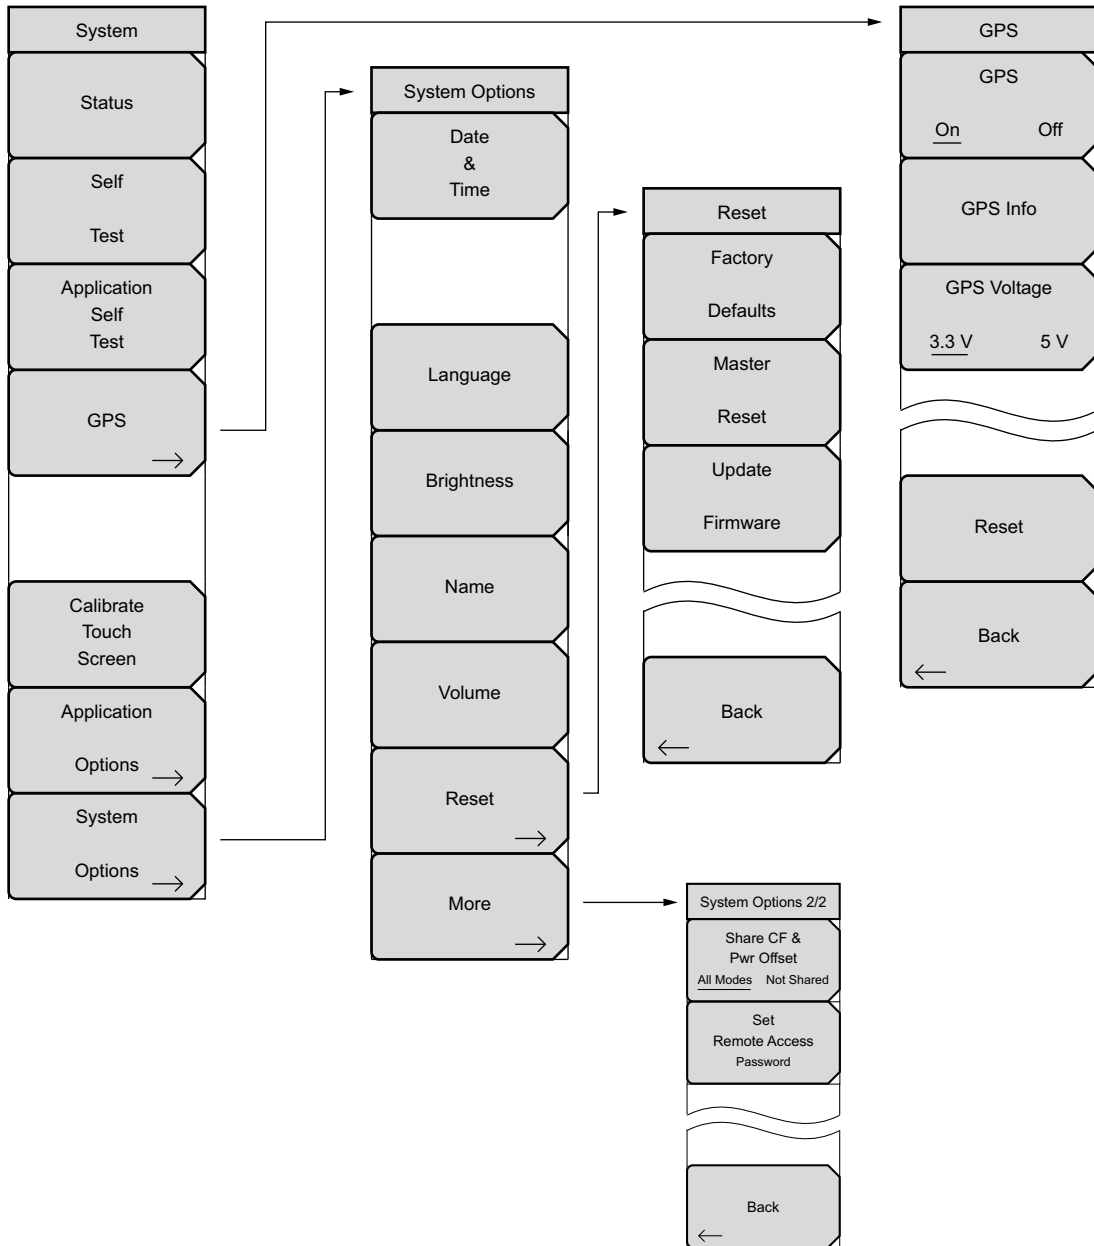 System
Status
Self
Test
Application
Self
Test
GPS
Calibrate
Touch
Screen
Application
Options
System
Options
System Options
Date
&
Time
Language
Brightness
Name
Volume
Reset
More
Reset
Factory
Defaults
Master
Reset
Update
Firmware
Back
System Options 2/2
Share CF &
Pwr Offset
All Modes Not Shared
Set
Remote Access
Password
Back
GPS
GPS
On Off
GPS Info
GPS Voltage
3.3 V 5 V
Reset
Back